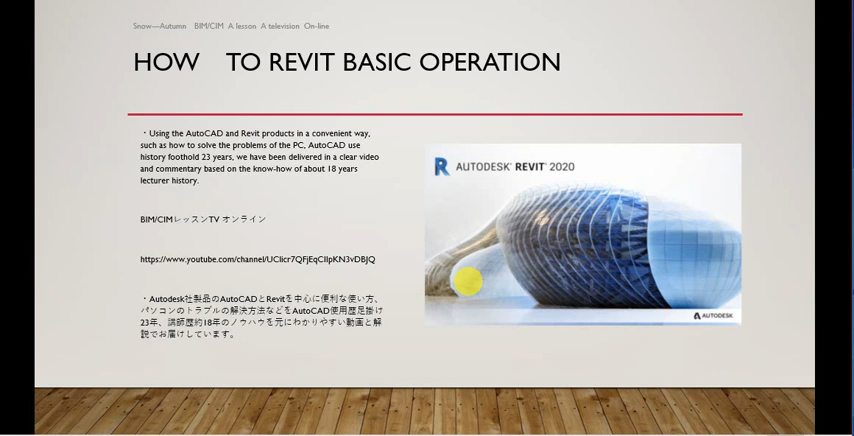 Snow—Autumn BIM/CIM A lesson A television On-line
HOW TO REVIT BASIC OPERATION
・Using the AutoCAD and Revit products in a convenient way,
such as how to solve the problems of the PC, AutoCAD use
history foothold 23 years, we have been delivered in a clear video
and commentary based on the know-how of about 18 years
lecturer history.
BIM/CIMレッスンTV オンライン
https://www.youtube.com/channel/UClicr7QFjEqCIlpKN3vDBJQ
・Autodesk社製品のAutoCADとRevitを中心に便利な使い方、
パソコンのトラブルの解決方法などをAutoCAD使用歴足掛け
23年、講師歴約18年のノウハウを元にわかりやすい動画と解
説でお届けしています。
R AUTODESK® REVIT® 2020
AUTODESK